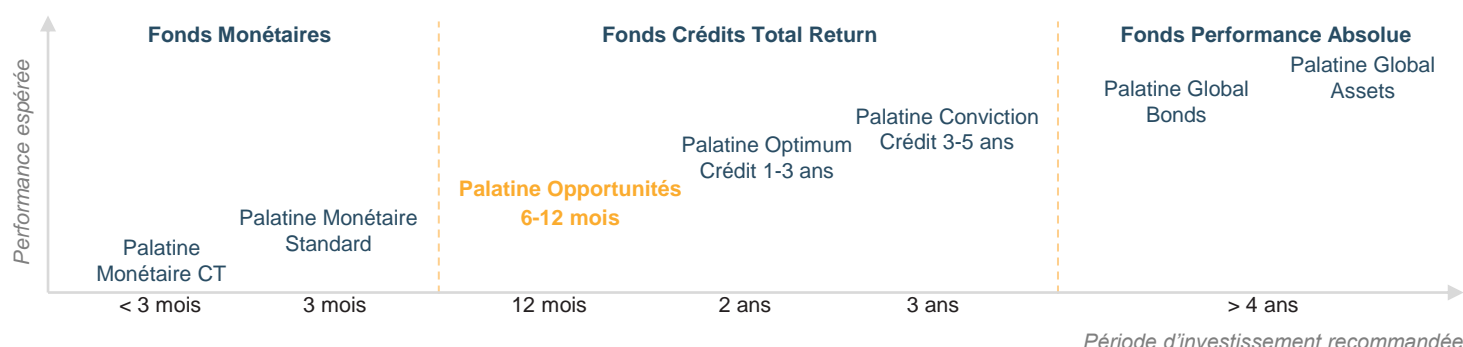 Fonds Monétaires
Fonds Crédits Total Return
Fonds Performance Absolue
Performance espérée
Palatine
Monétaire CT
Palatine Monétaire
Standard
Palatine Opportunités
6-12 mois
Palatine Optimum
Crédit 1-3 ans
Palatine Conviction
Crédit 3-5 ans
Palatine Global
Bonds
Palatine Global
Assets
< 3 mois
3 mois
12 mois
2 ans
3 ans
> 4 ans
Période d'investissement recommandée